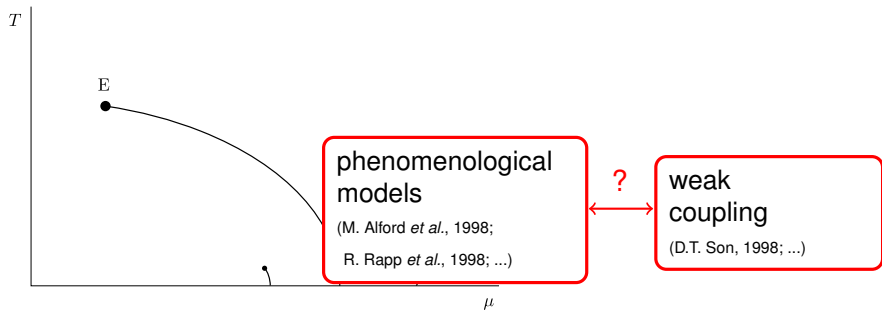 T
E
phenomenological
models
(M. Alford et al., 1998;
R. Rapp et al., 1998; ...)
?
weak
coupling
(D.T. Son, 1998; ...)
μ